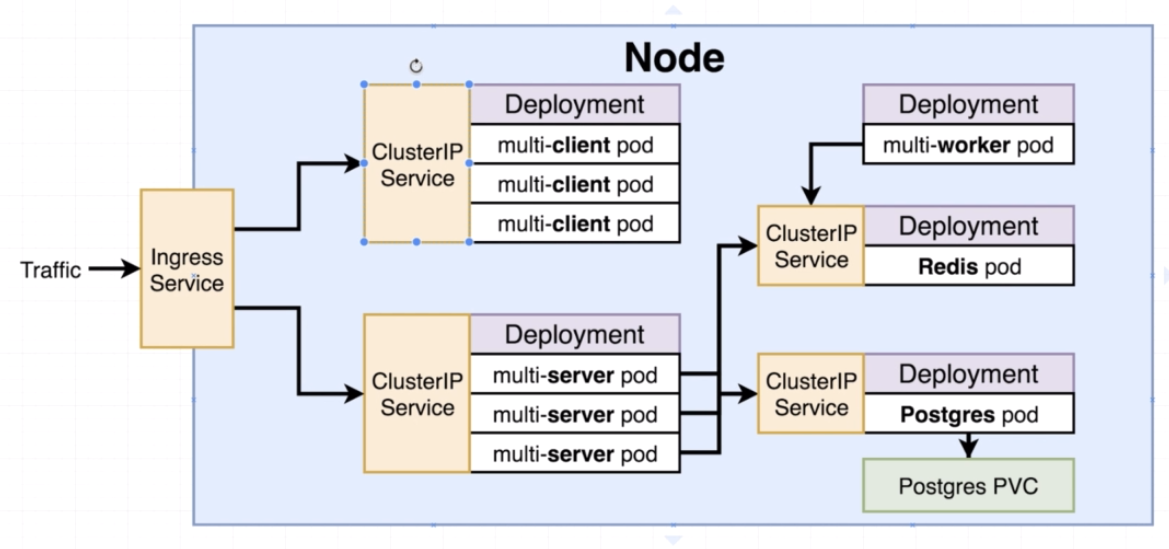 Node
Traffic
Ingress
Service
ClusterIP
Service
Deployment
multi-client pod
multi-client pod
multi-client pod
ClusterIP
Service
Deployment
multi-server pod
multi-server pod
multi-server pod
Deployment
multi-worker pod
ClusterIP
Service
Deployment
Redis pod
ClusterIP
Service
Deployment
Postgres pod
Postgres PVC